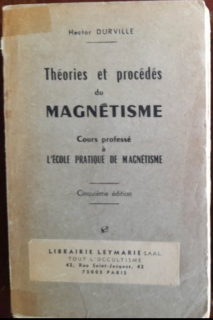 Hector DURVILLE
Théories et procédés
du
MAGNÉTISME
Cours professé
à
L'ÉCOLE PRATIQUE DE MAGNÉTISME
Cinquième édition
LIBRAIRIE LEYMARIE S.A.R.L.
TOUT L'OCCULTISME
42, Rue Saint-Jacques, 42
75005 PARIS